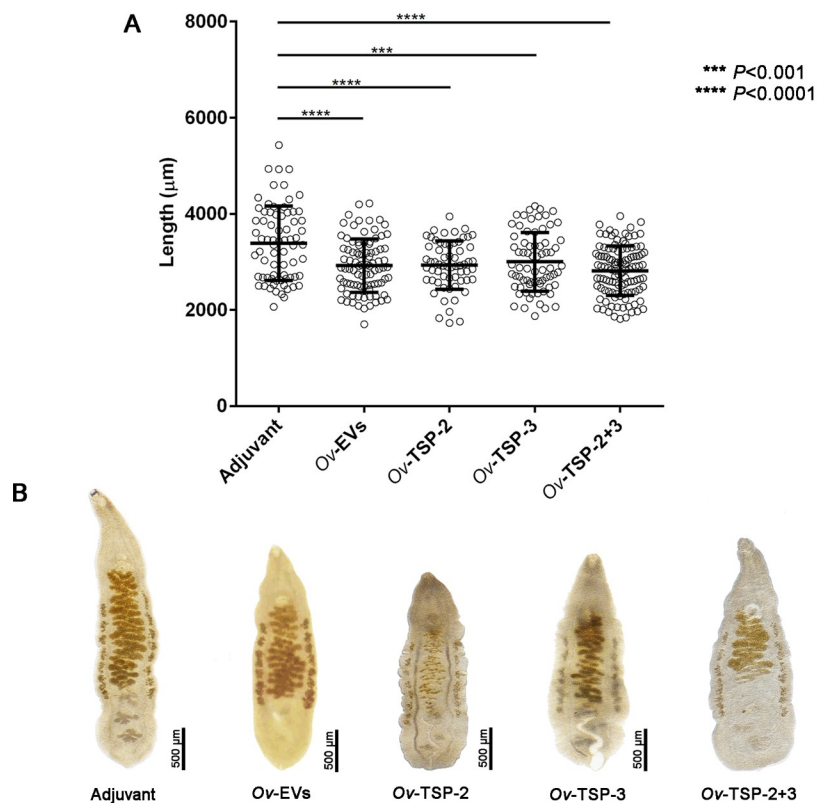 A
8000
6000
4000
2000
0
Length (μm)
****
***
****
****
*** P<0.001
**** P<0.0001
Adjuvant
Ov-EVs
Ov-TSP-2
Ov-TSP-3
Ov-TSP-2+3
B
500 μm
500 μm
500 μm
500 μm
500 μm
Adjuvant
Ov-EVs
Ov-TSP-2
Ov-TSP-3
Ov-TSP-2+3